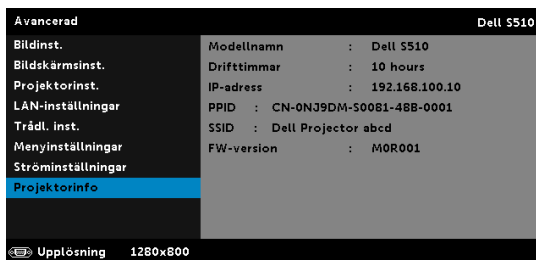 Avancerad Dell S510
Bildinst.
Bildskärmsinst.
Projektorinst.
LAN-inställningar
Trådl. inst.
Menyinställningar
Ströminställningar
Projektorinfo
Modellnamn : Dell S510
Drifttimmar : 10 hours
IP-adress : 192.168.100.10
PPID : CN-0NJ9DM-S0081-48B-0001
SSID : Dell Projector abcd
FW-version : M0R001
Upplösning 1280x800